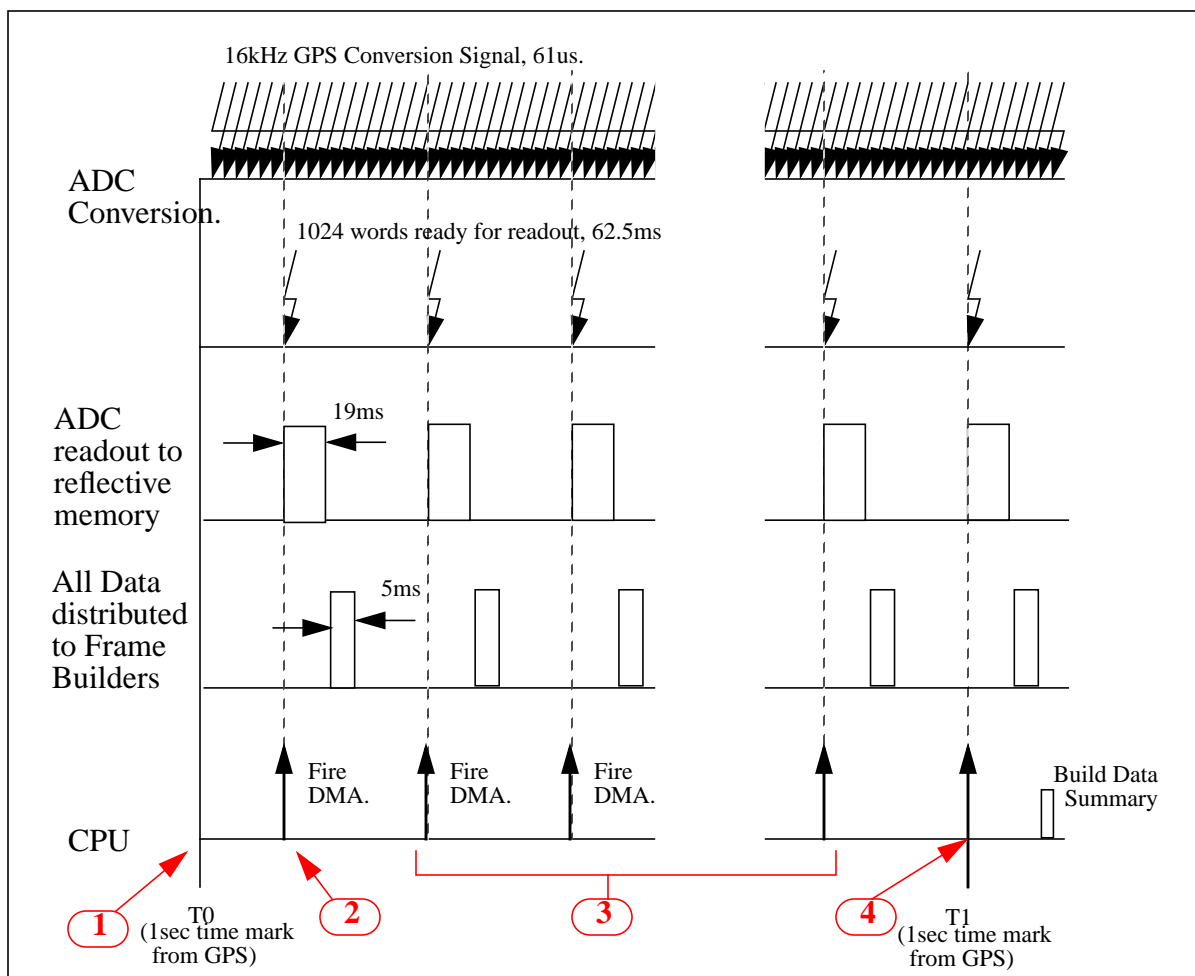 16kHz GPS Conversion Signal, 61us.
ADC
Conversion.
1024 words ready for readout, 62.5ms
ADC
readout to
reflective
memory
19ms
All Data
distributed
to Frame
Builders
5ms
Fire
DMA.
Fire
DMA.
Fire
DMA.
Build Data
Summary
CPU
1
2
3
4
T0
(1sec time mark
from GPS)
T1
(1sec time mark
from GPS)